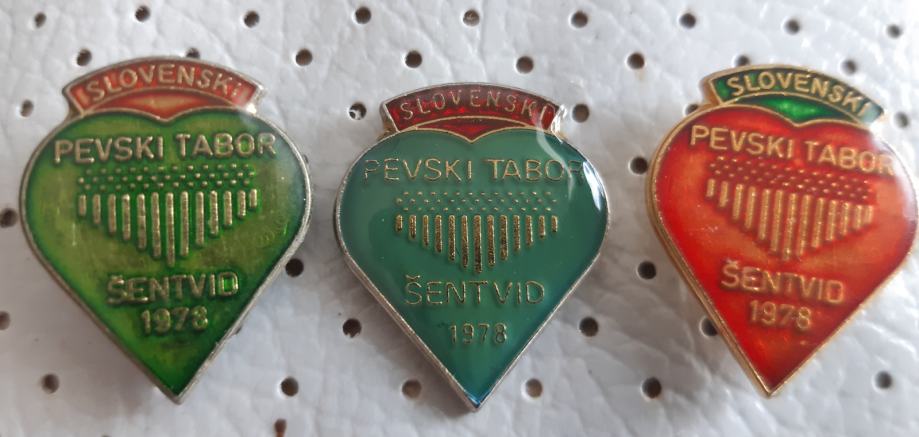 SLOVENSKI
PEVSKI TABOR
ŠENTVID
1978
SLOVENSKI
PEVSKI TABOR
ŠENTVID
1978
SLOVENSKI
PEVSKI TABOR
ŠENTVID
1978